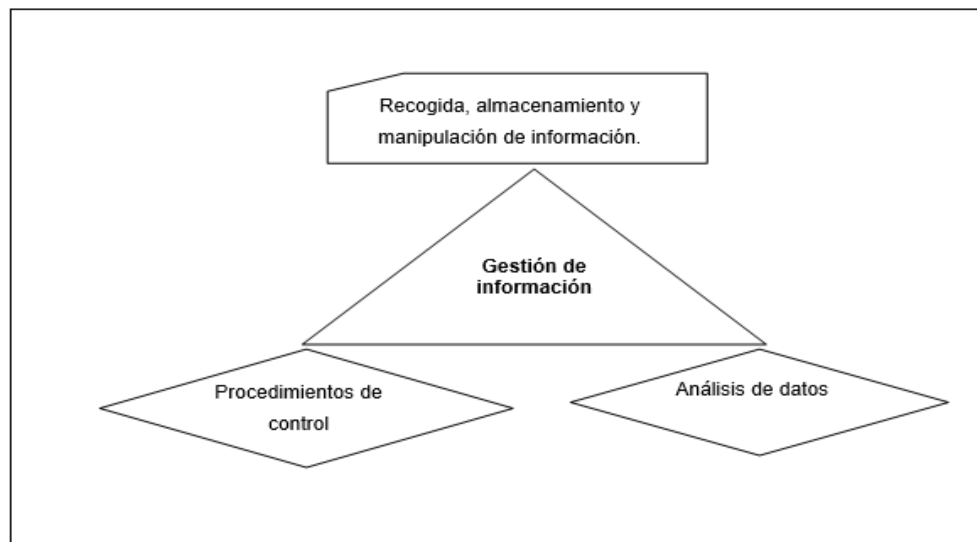 Recogida, almacenamiento y
manipulación de información.
Gestión de
información
Procedimientos de
control
Análisis de datos